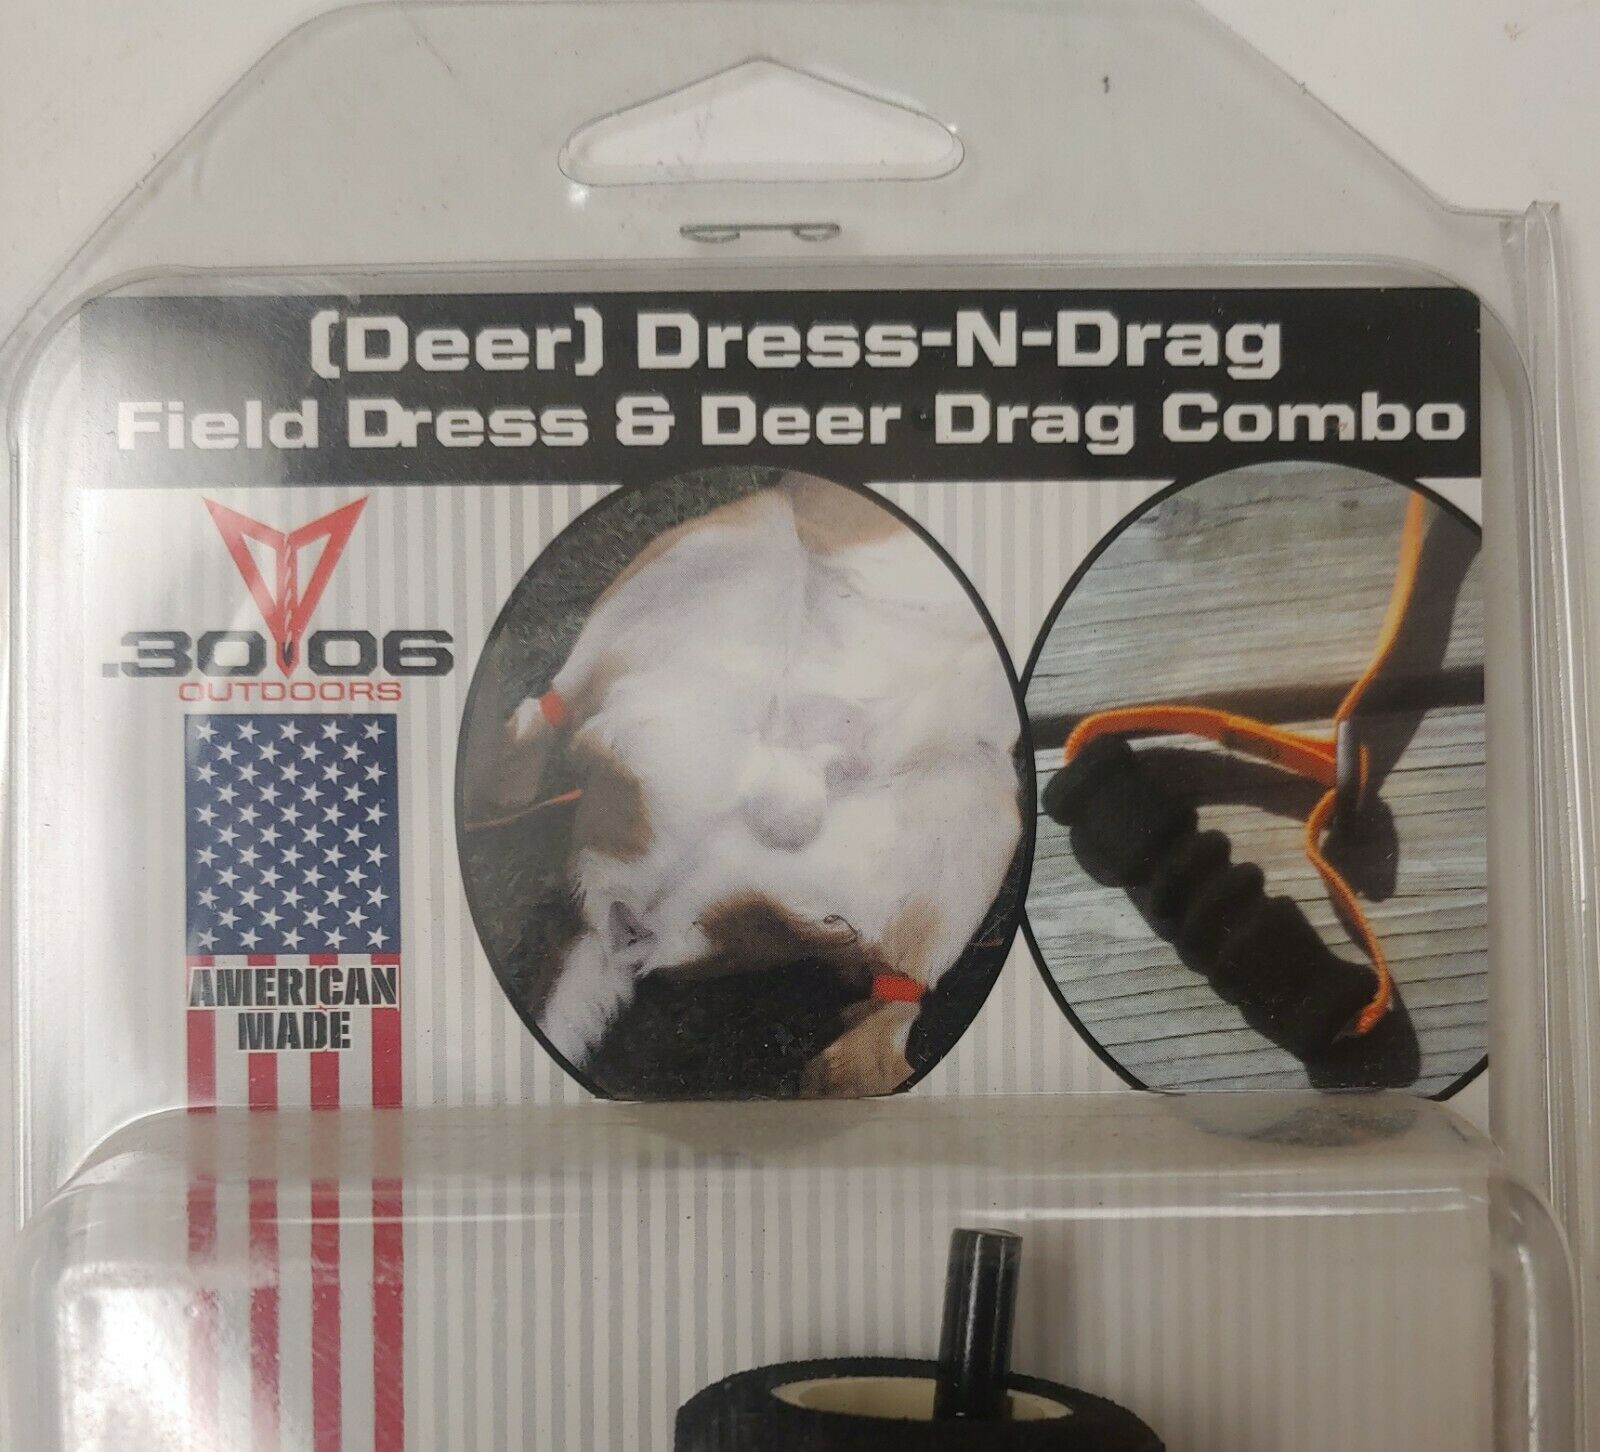 (Deer) Dress-N-Drag
Field Dress & Deer Drag Combo
.30 06
OUTDOORS
AMERICAN
MADE